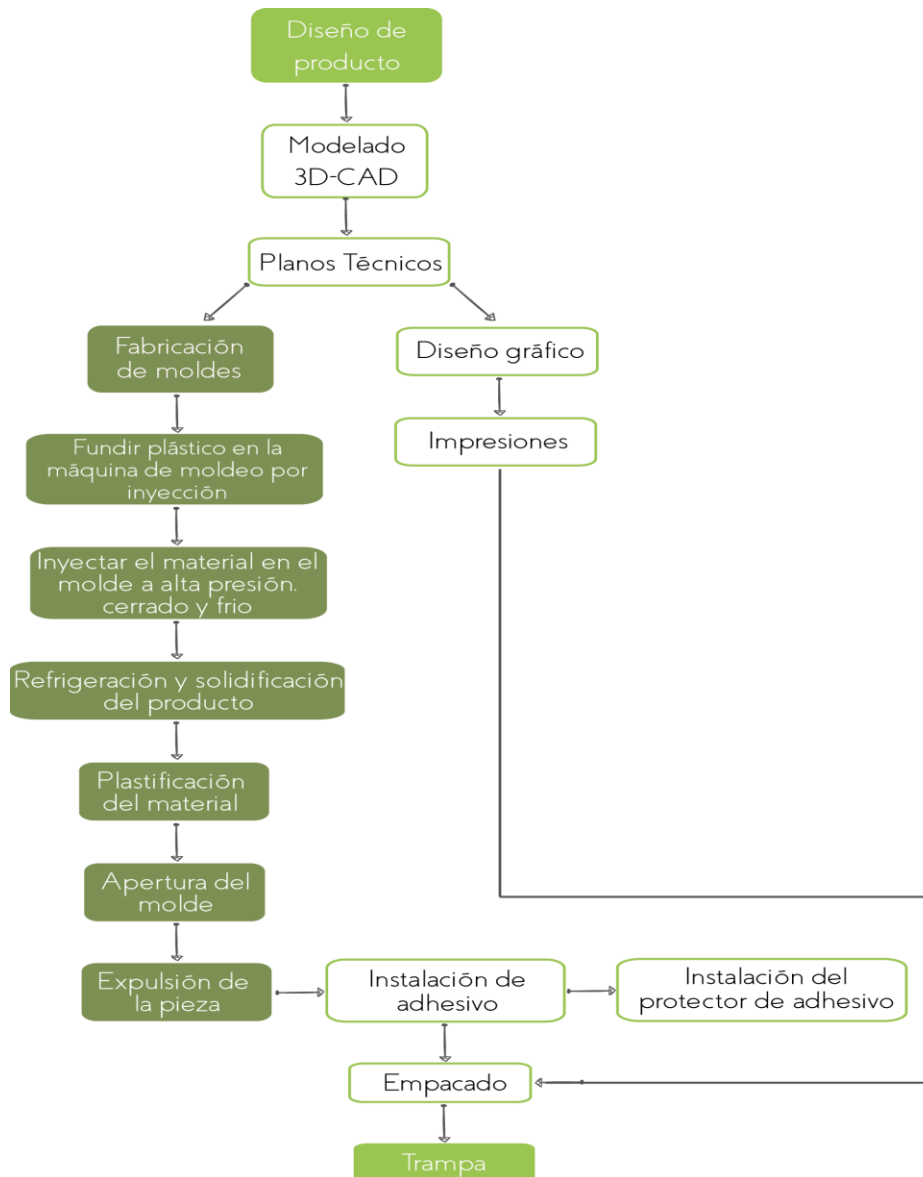 Diseño de
producto
Modelado
3D-CAD
Planos Técnicos
Fabricación
de moldes
Diseño gráfico
Fundir plástico en la
máquina de moldeo por
inyección
Impresiones
Inyectar el material en el
molde a alta presión.
cerrado y frio
Refrigeración y solidificación
del producto
Plastificación
del material
Apertura del
molde
Expulsión de
la pieza
Instalación de
adhesivo
Instalación del
protector de adhesivo
Empacado
Trampa